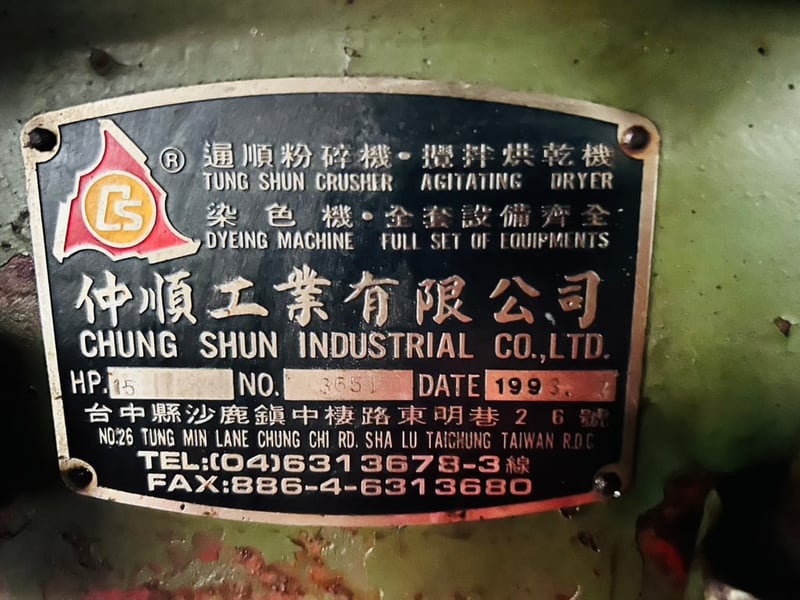 CS ®
通順粉碎機・攪拌烘乾機
TUNG SHUN CRUSHER AGITATING DRYER
染色機・全套設備齊全
DYEING MACHINE FULL SET OF EQUIPMENTS
仲順工業有限公司
CHUNG SHUN INDUSTRIAL CO.,LTD.
HP. 15 NO. 3651 DATE 1993.
台中縣沙鹿鎮中棲路東明巷26號
NO.26 TUNG MIN LANE CHUNG CHI RD. SHA LU TAICHUNG TAIWAN R.O.C
TEL:(04)6313678-3線
FAX:886-4-6313680